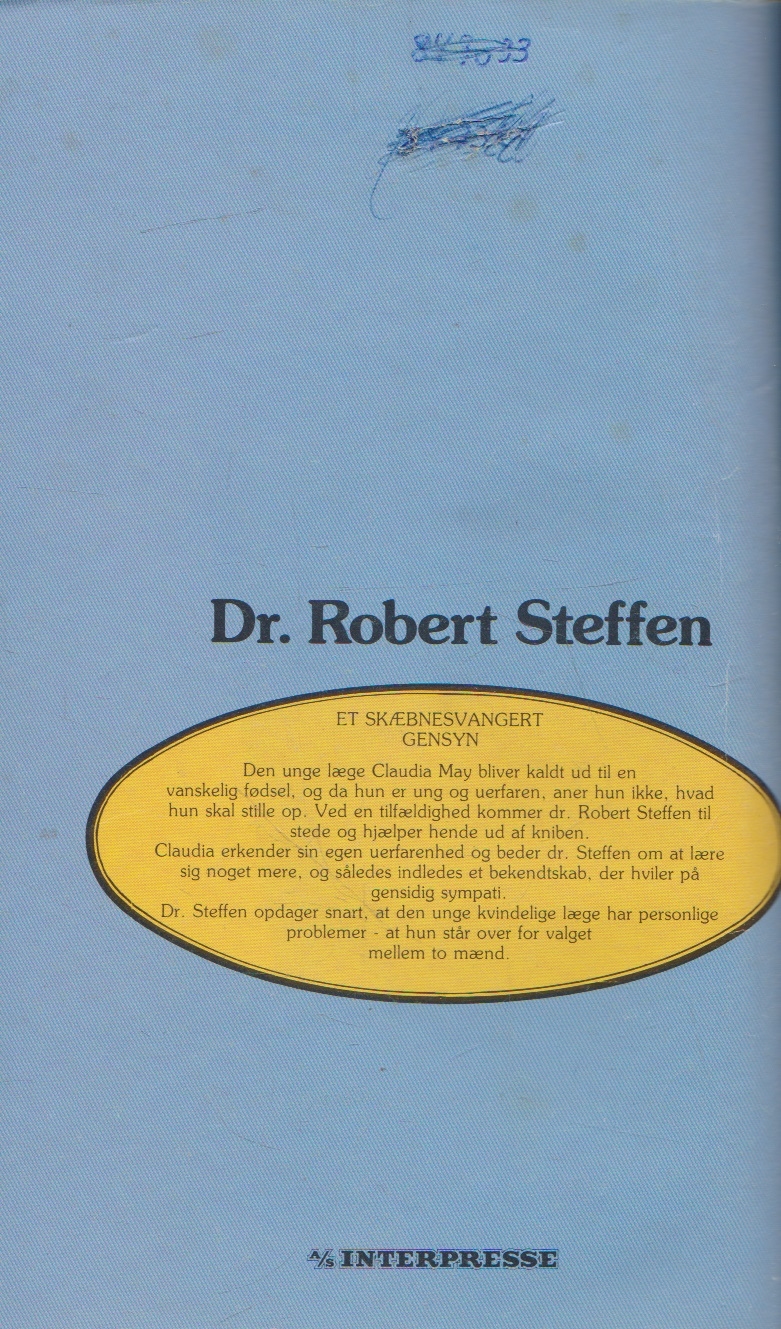 Dr. Robert Steffen
ET SKÆBNESVANGERT
GENSYN
Den unge læge Claudia May bliver kaldt ud til en
vanskelig fødsel, og da hun er ung og uerfaren, aner hun ikke, hvad
hun skal stille op. Ved en tilfældighed kommer dr. Robert Steffen til
stede og hjælper hende ud af kniben.
Claudia erkender sin egen uerfarenhed og beder dr. Steffen om at lære
sig noget mere, og således indledes et bekendtskab, der hviler på
gensidig sympati.
Dr. Steffen opdager snart, at den unge kvindelige læge har personlige
problemer - at hun står over for valget
mellem to mænd.
A/S INTERPRESSE